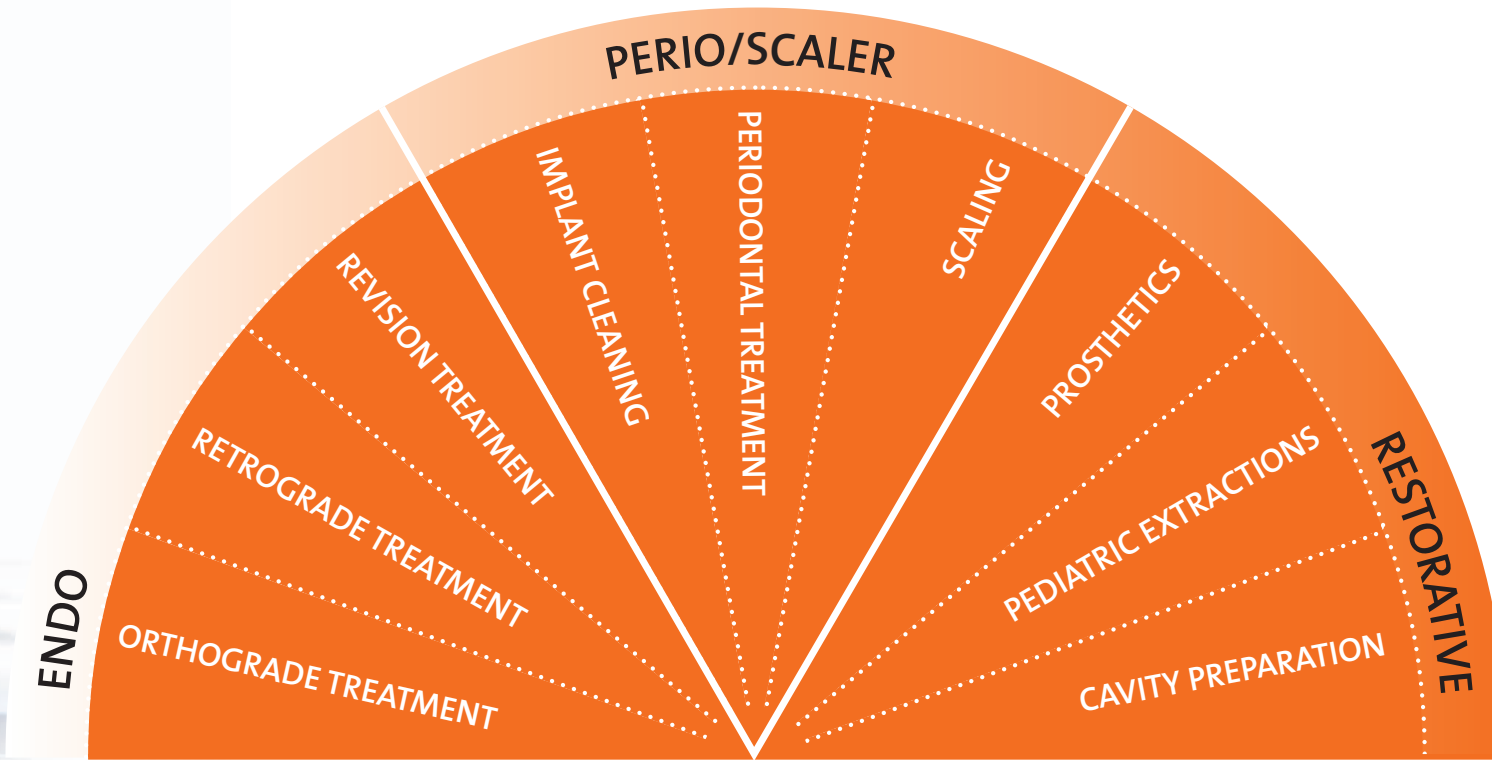 ENDO
ORTHOGRADE TREATMENT
RETROGRADE TREATMENT
REVISION TREATMENT
PERIO/SCALER
IMPLANT CLEANING
PERIODONTAL TREATMENT
SCALING
RESTORATIVE
PROSTHETICS
PEDIATRIC EXTRACTIONS
CAVITY PREPARATION